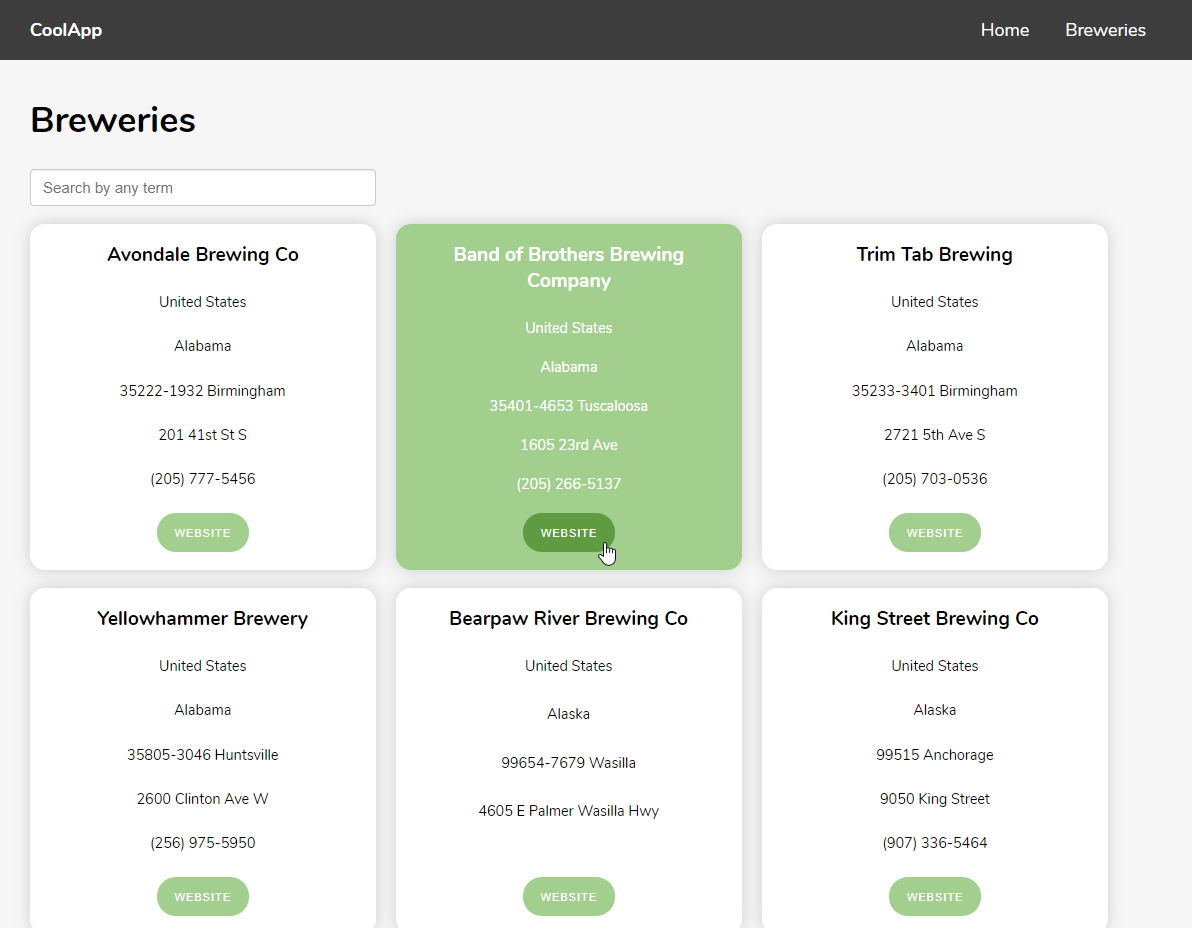 CoolApp
Home
Breweries
Breweries
Search by any term
Avondale Brewing Co
United States
Alabama
35222-1932 Birmingham
201 41st St S
(205) 777-5456
WEBSITE
Band of Brothers Brewing
Company
United States
Alabama
35401-4653 Tuscaloosa
1605 23rd Ave
(205) 266-5137
WEBSITE
Trim Tab Brewing
United States
Alabama
35233-3401 Birmingham
2721 5th Ave S
(205) 703-0536
WEBSITE
Yellowhammer Brewery
United States
Alabama
35805-3046 Huntsville
2600 Clinton Ave W
(256) 975-5950
WEBSITE
Bearpaw River Brewing Co
United States
Alaska
99654-7679 Wasilla
4605 E Palmer Wasilla Hwy
WEBSITE
King Street Brewing Co
United States
Alaska
99515 Anchorage
9050 King Street
(907) 336-5464
WEBSITE